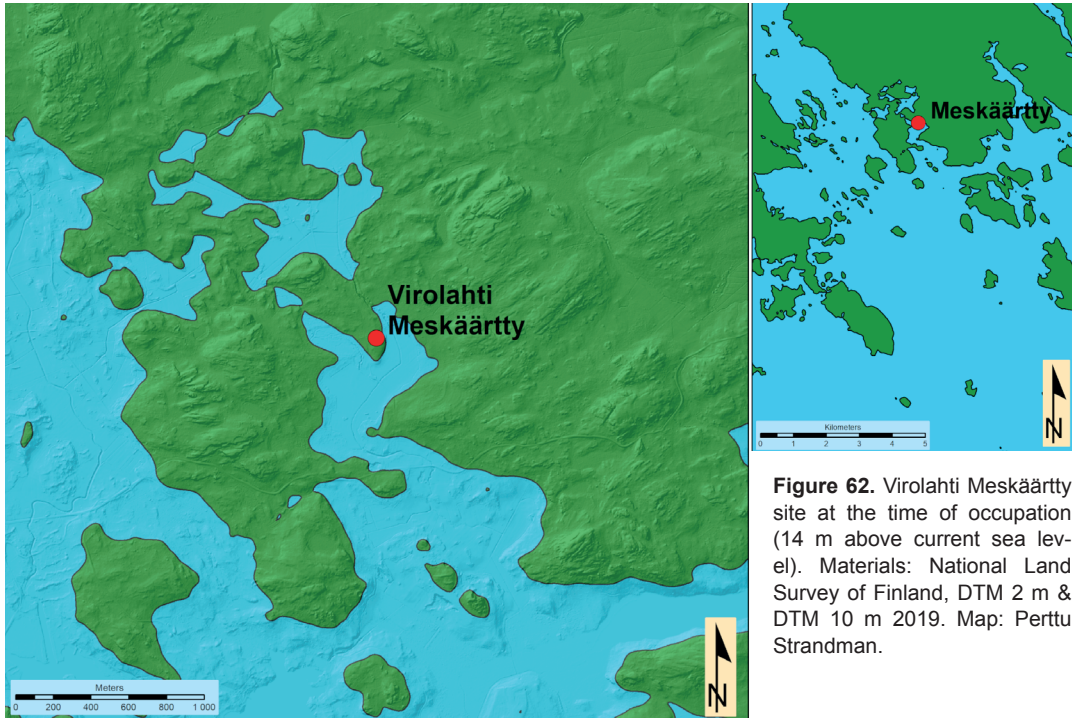 Virolahti
Meskäärtty
Meters
0 200 400 600 800 1 000
N
Meskäärtty
Kilometers
0 1 2 3 4 5
N
Figure 62. Virolahti Meskäärtty
site at the time of occupation
(14 m above current sea lev-
el). Materials: National Land
Survey of Finland, DTM 2 m &
DTM 10 m 2019. Map: Perttu
Strandman.